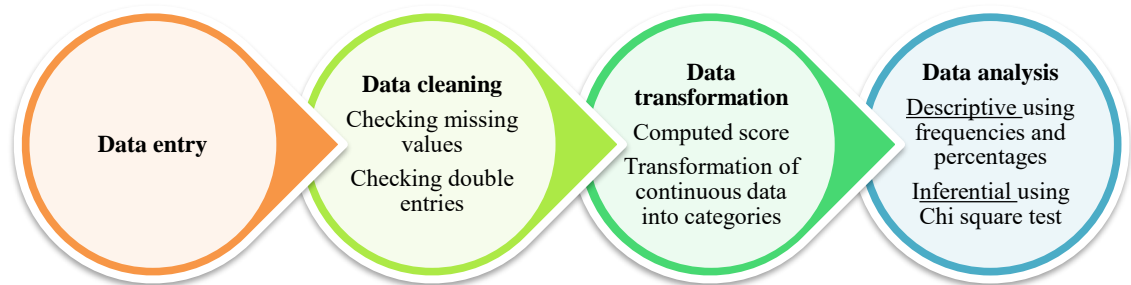 Data entry
Data cleaning
Checking missing
values
Checking double
entries
Data
transformation
Computed score
Transformation of
continuous data
into categories
Data analysis
Descriptive using
frequencies and
percentages
Inferential using
Chi square test